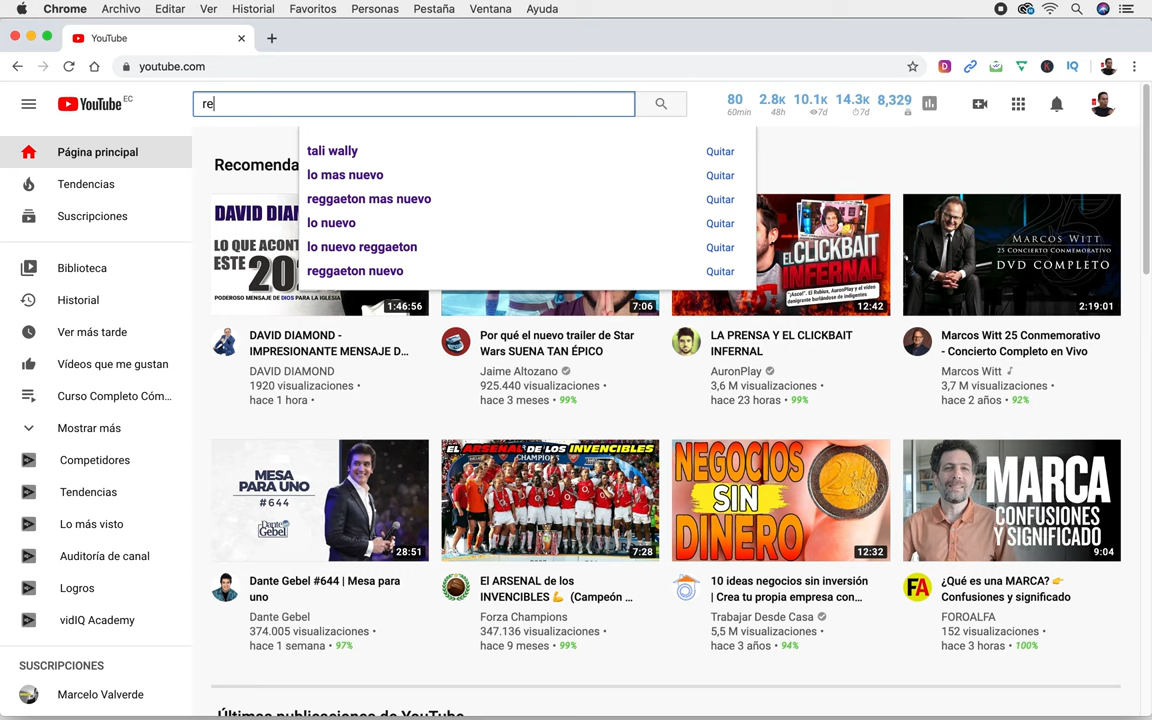 Chrome Archivo Editar Ver Historial Favoritos Personas Pestaña Ventana Ayuda
YouTube
youtube.com
YouTube EC
re
80 2.8K 10.1K 14.3K 8,329
60min 48h 7d 7d
Página principal
Tendencias
Suscripciones
Biblioteca
Historial
Ver más tarde
Vídeos que me gustan
Curso Completo Cóm...
Mostrar más
Competidores
Tendencias
Lo más visto
Auditoría de canal
Logros
vidIQ Academy
SUSCRIPCIONES
Marcelo Valverde
Recomenda
tali wally Quitar
lo mas nuevo Quitar
reggaeton mas nuevo Quitar
lo nuevo Quitar
lo nuevo reggaeton Quitar
reggaeton nuevo Quitar
DAVID DIAM
LO QUE ACONT
ESTE 20
PODEROSO MENSAJE DE DIOS PARA LA IGLESIA
1:46:56
7:06
EL CLICKBAIT
INFERNAL
12:42
MARCOS WITT
25 CONCIERTO CONMEMORATIVO
DVD COMPLETO
2:19:01
DAVID DIAMOND -
IMPRESIONANTE MENSAJE D...
DAVID DIAMOND
1920 visualizaciones •
hace 1 hora •
Por qué el nuevo trailer de Star
Wars SUENA TAN ÉPICO
Jaime Altozano
925.440 visualizaciones •
hace 3 meses • 99%
LA PRENSA Y EL CLICKBAIT
INFERNAL
AuronPlay
3,6 M visualizaciones •
hace 23 horas • 99%
Marcos Witt 25 Conmemorativo
- Concierto Completo en Vivo
Marcos Witt
3,7 M visualizaciones •
hace 2 años • 92%
MESA
PARA UNO
#644
Dante Gebel
28:51
EL ARSENAL DE LOS INVENCIBLES
CHAMPIONS
7:28
NEGOCIOS
SIN
DINERO
12:32
MARCA
CONFUSIONES
Y SIGNIFICADO
9:04
Dante Gebel #644 | Mesa para
uno
Dante Gebel
374.005 visualizaciones •
hace 1 semana • 97%
El ARSENAL de los
INVENCIBLES 💪 (Campeón ...
Forza Champions
347.136 visualizaciones •
hace 9 meses • 99%
10 ideas negocios sin inversión
| Crea tu propia empresa con...
Trabajar Desde Casa
5,5 M visualizaciones •
hace 3 años • 94%
FA
¿Qué es una MARCA? 👉
Confusiones y significado
FOROALFA
152 visualizaciones •
hace 3 horas • 100%
Últimas publicaciones de YouTube